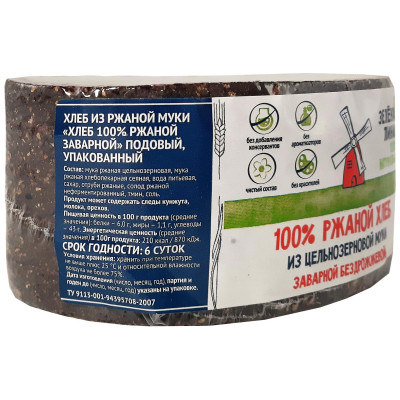 ХЛЕБ ИЗ РЖАНОЙ МУКИ
«ХЛЕБ 100% РЖАНОЙ
ЗАВАРНОЙ» ПОДОВЫЙ,
УПАКОВАННЫЙ
Состав: мука ржаная цельнозерновая, мука
ржаная хлебопекарная сеяная, вода питьевая,
сахар, отруби ржаные, солод ржаной
неферментированный, тмин, соль.
Продукт может содержать следы кунжута,
молока, орехов.
Пищевая ценность в 100 г продукта (средние
значения): белки – 6,0 г, жиры – 1,1 г, углеводы
– 43 г. Энергетическая ценность (средние значения)
в 100г продукта: 210 ккал / 870 кДж.
СРОК ГОДНОСТИ: 6 СУТОК
Условия хранения: хранить при температуре
не выше плюс 25 °С и относительной влажности
воздуха не более 75%.
Дата изготовления (число, месяц, год), партия и
годен до (число, месяц, год) указаны на упаковке.
ТУ 9113-001-94395708-2007
без добавления
консервантов
без
ароматизаторов
чистый состав
без красителей
100% РЖАНОЙ ХЛЕБ
ИЗ ЦЕЛЬНОЗЕРНОВОЙ МУКИ
ЗАВАРНОЙ БЕЗДРОЖЖЕВОЙ